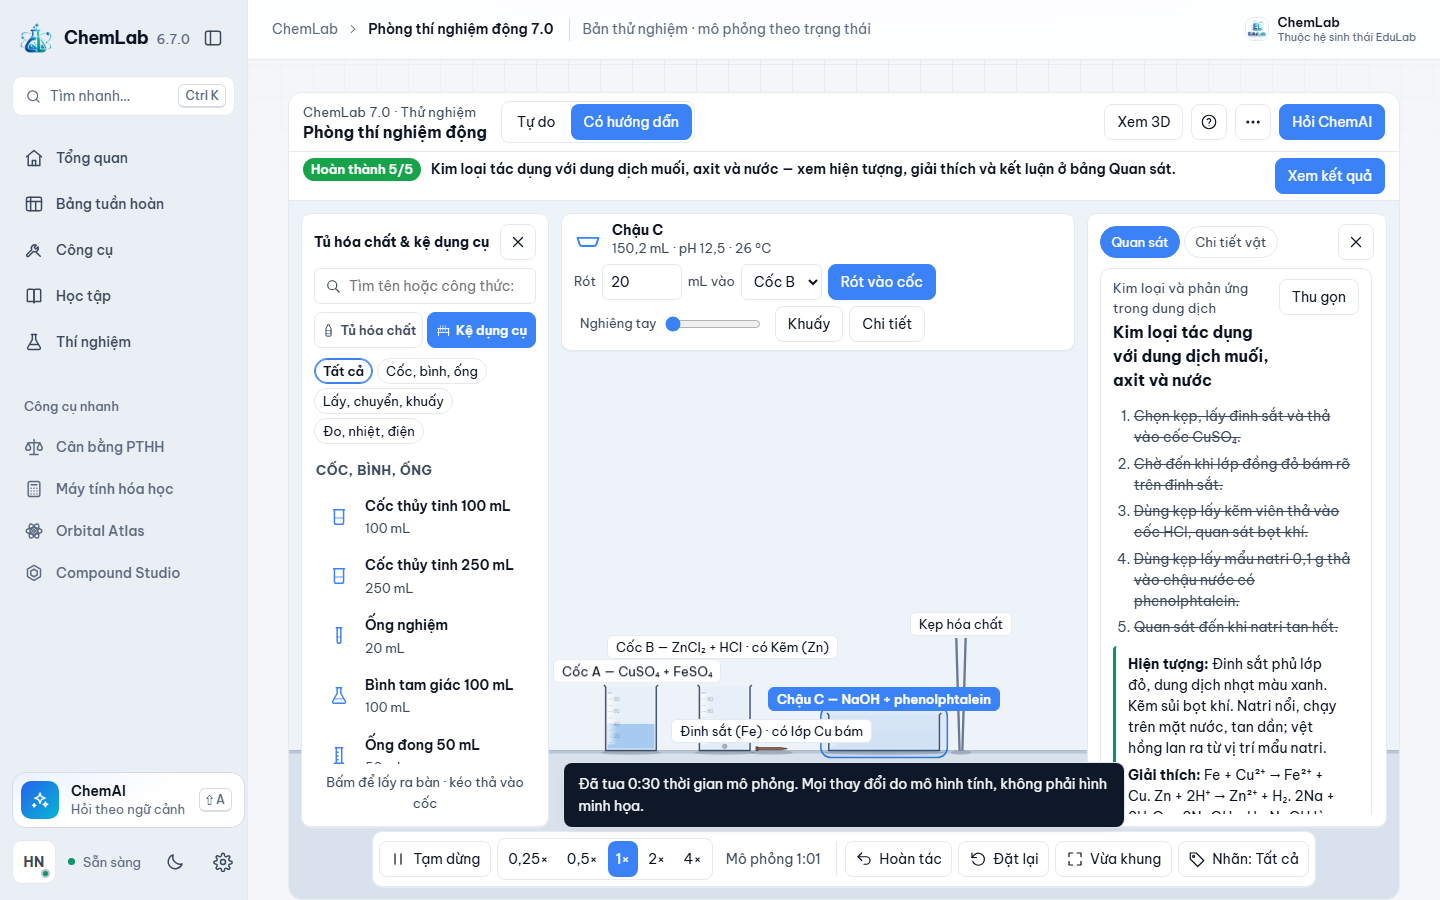 ChemLab 6.7.0
Tìm nhanh... Ctrl K
Tổng quan
Bảng tuần hoàn
Công cụ
Học tập
Thí nghiệm
Công cụ nhanh
Cân bằng PTHH
Máy tính hóa học
Orbital Atlas
Compound Studio
ChemAI
Hỏi theo ngữ cảnh
⇧A
HN
Sẵn sàng
ChemLab > Phòng thí nghiệm động 7.0 Bản thử nghiệm · mô phỏng theo trạng thái
ChemLab
Thuộc hệ sinh thái EduLab
ChemLab 7.0 · Thử nghiệm
Phòng thí nghiệm động
Tự do Có hướng dẫn
Xem 3D
Hỏi ChemAI
Hoàn thành 5/5 Kim loại tác dụng với dung dịch muối, axit và nước — xem hiện tượng, giải thích và kết luận ở bảng Quan sát.
Xem kết quả
Tủ hóa chất & kệ dụng cụ
Tìm tên hoặc công thức:
Tủ hóa chất Kệ dụng cụ
Tất cả Cốc, bình, ống
Lấy, chuyển, khuấy
Đo, nhiệt, điện
CỐC, BÌNH, ỐNG
Cốc thủy tinh 100 mL
100 mL
Cốc thủy tinh 250 mL
250 mL
Ống nghiệm
20 mL
Bình tam giác 100 mL
100 mL
Ống đong 50 mL
Bấm để lấy ra bàn · kéo thả vào
cốc
Chậu C
150,2 mL · pH 12,5 · 26 °C
Rót 20 mL vào Cốc B Rót vào cốc
Nghiêng tay Khuấy Chi tiết
Kẹp hóa chất
Cốc B — ZnCl₂ + HCl · có Kẽm (Zn)
Cốc A — CuSO₄ + FeSO₄
Chậu C — NaOH + phenolphtalein
Đinh sắt (Fe) · có lớp Cu bám
Đã tua 0:30 thời gian mô phỏng. Mọi thay đổi do mô hình tính, không phải hình
minh họa.
Quan sát Chi tiết vật
Kim loại và phản ứng
trong dung dịch
Thu gọn
Kim loại tác dụng
với dung dịch muối,
axit và nước
1. Chọn kẹp, lấy đinh sắt và thả
vào cốc CuSO₄.
2. Chờ đến khi lớp đồng đỏ bám rõ
trên đinh sắt.
3. Dùng kẹp lấy kẽm viên thả vào
cốc HCl, quan sát bọt khí.
4. Dùng kẹp lấy mẩu natri 0,1 g thả
vào chậu nước có
phenolphtalein.
5. Quan sát đến khi natri tan hết.
Hiện tượng: Đinh sắt phủ lớp
đỏ, dung dịch nhạt màu xanh.
Kẽm sủi bọt khí. Natri nổi, chạy
trên mặt nước, tan dần; vệt
hồng lan ra từ vị trí mẩu natri.
Giải thích: Fe + Cu²⁺ → Fe²⁺ +
Cu. Zn + 2H⁺ → Zn²⁺ + H₂. 2Na +
Tạm dừng 0,25× 0,5× 1× 2× 4× Mô phỏng 1:01 Hoàn tác Đặt lại Vừa khung Nhãn: Tất cả